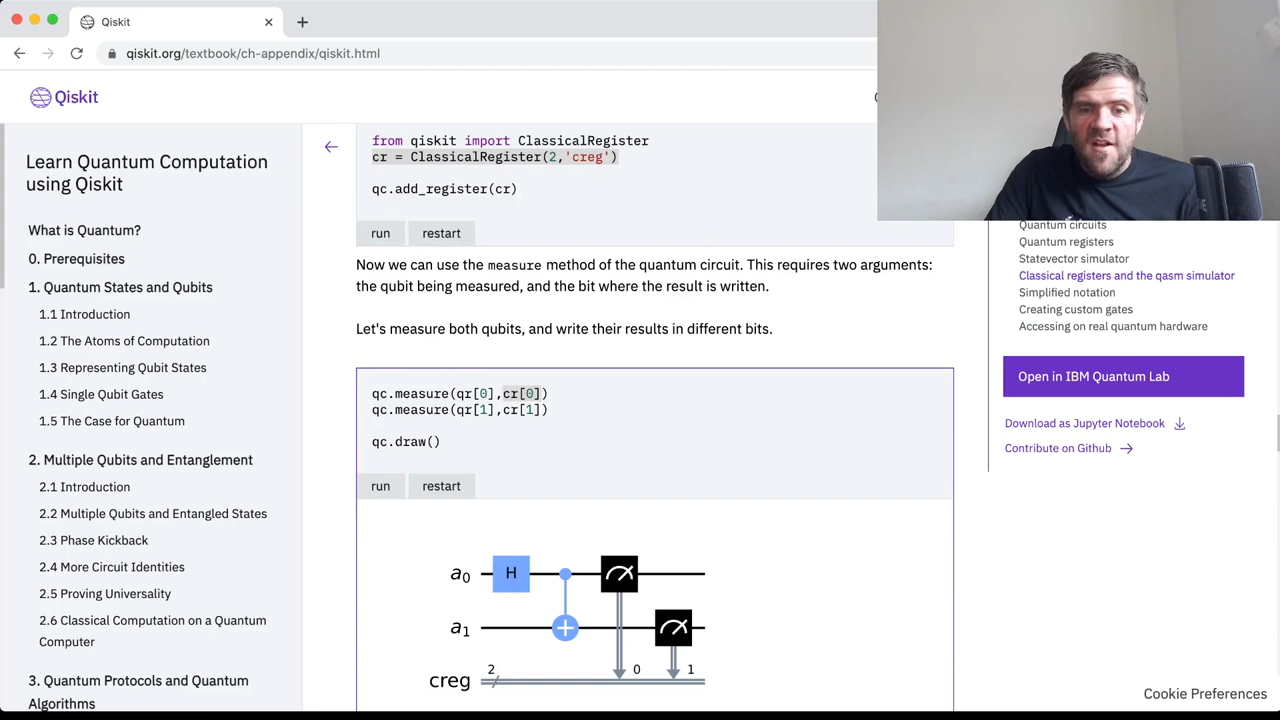 Qiskit
qiskit.org/textbook/ch-appendix/qiskit.html
Qiskit
Learn Quantum Computation
using Qiskit
What is Quantum?
0. Prerequisites
1. Quantum States and Qubits
1.1 Introduction
1.2 The Atoms of Computation
1.3 Representing Qubit States
1.4 Single Qubit Gates
1.5 The Case for Quantum
2. Multiple Qubits and Entanglement
2.1 Introduction
2.2 Multiple Qubits and Entangled States
2.3 Phase Kickback
2.4 More Circuit Identities
2.5 Proving Universality
2.6 Classical Computation on a Quantum
Computer
3. Quantum Protocols and Quantum
Algorithms
from qiskit import ClassicalRegister
cr = ClassicalRegister(2,'creg')
qc.add_register(cr)
run restart
Now we can use the measure method of the quantum circuit. This requires two arguments:
the qubit being measured, and the bit where the result is written.
Let's measure both qubits, and write their results in different bits.
qc.measure(qr[0],cr[0])
qc.measure(qr[1],cr[1])
qc.draw()
run restart
a0 H
a1
creg 2 0 1
Quantum circuits
Quantum registers
Statevector simulator
Classical registers and the qasm simulator
Simplified notation
Creating custom gates
Accessing on real quantum hardware
Open in IBM Quantum Lab
Download as Jupyter Notebook
Contribute on Github
Cookie Preferences